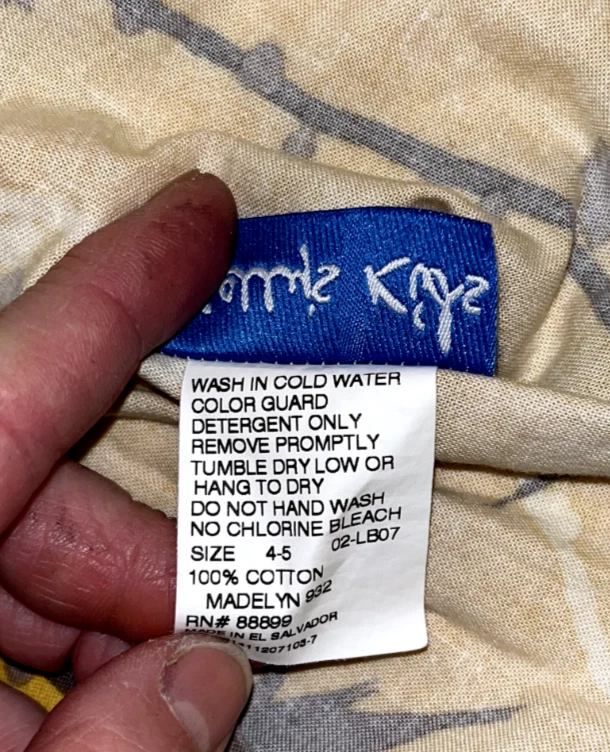 WASH IN COLD WATER
COLOR GUARD
DETERGENT ONLY
REMOVE PROMPTLY
TUMBLE DRY LOW OR
HANG TO DRY
DO NOT HAND WASH
NO CHLORINE BLEACH
SIZE 4-5 02-LB07
100% COTTON
MADELYN 932
RN# 88899
MADE IN EL SALVADOR